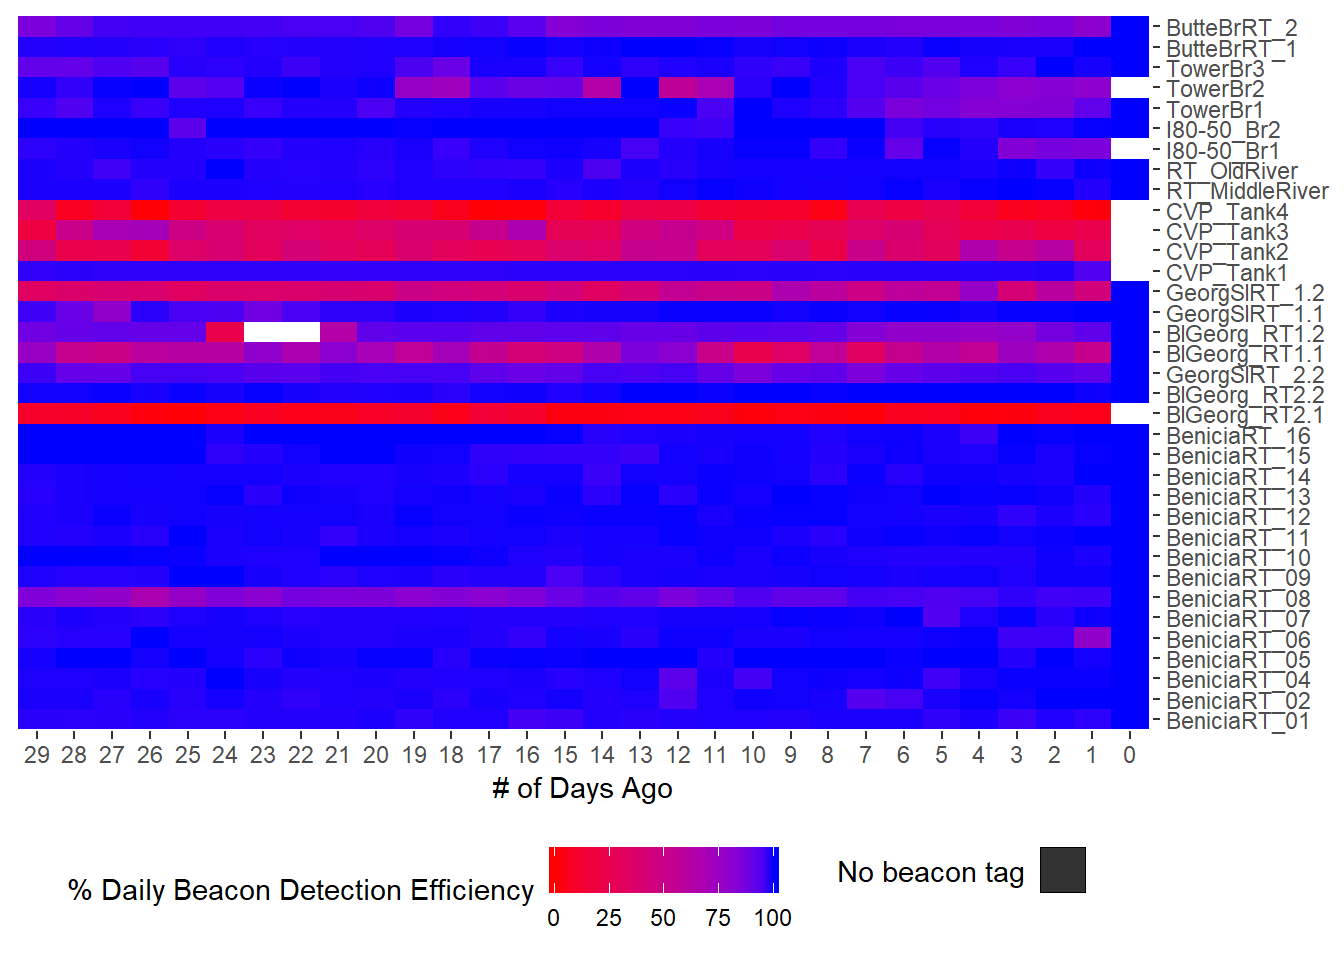 ButteBrRT_2
ButteBrRT_1
TowerBr3
TowerBr2
TowerBr1
I80-50_Br2
I80-50_Br1
RT_OldRiver
RT_MiddleRiver
CVP_Tank4
CVP_Tank3
CVP_Tank2
CVP_Tank1
GeorgSlRT_1.2
GeorgSlRT_1.1
BlGeorg_RT1.2
BlGeorg_RT1.1
GeorgSlRT_2.2
BlGeorg_RT2.2
BlGeorg_RT2.1
BeniciaRT_16
BeniciaRT_15
BeniciaRT_14
BeniciaRT_13
BeniciaRT_12
BeniciaRT_11
BeniciaRT_10
BeniciaRT_09
BeniciaRT_08
BeniciaRT_07
BeniciaRT_06
BeniciaRT_05
BeniciaRT_04
BeniciaRT_02
BeniciaRT_01
29 28 27 26 25 24 23 22 21 20 19 18 17 16 15 14 13 12 11 10 9 8 7 6 5 4 3 2 1 0
# of Days Ago
% Daily Beacon Detection Efficiency
0 25 50 75 100
No beacon tag